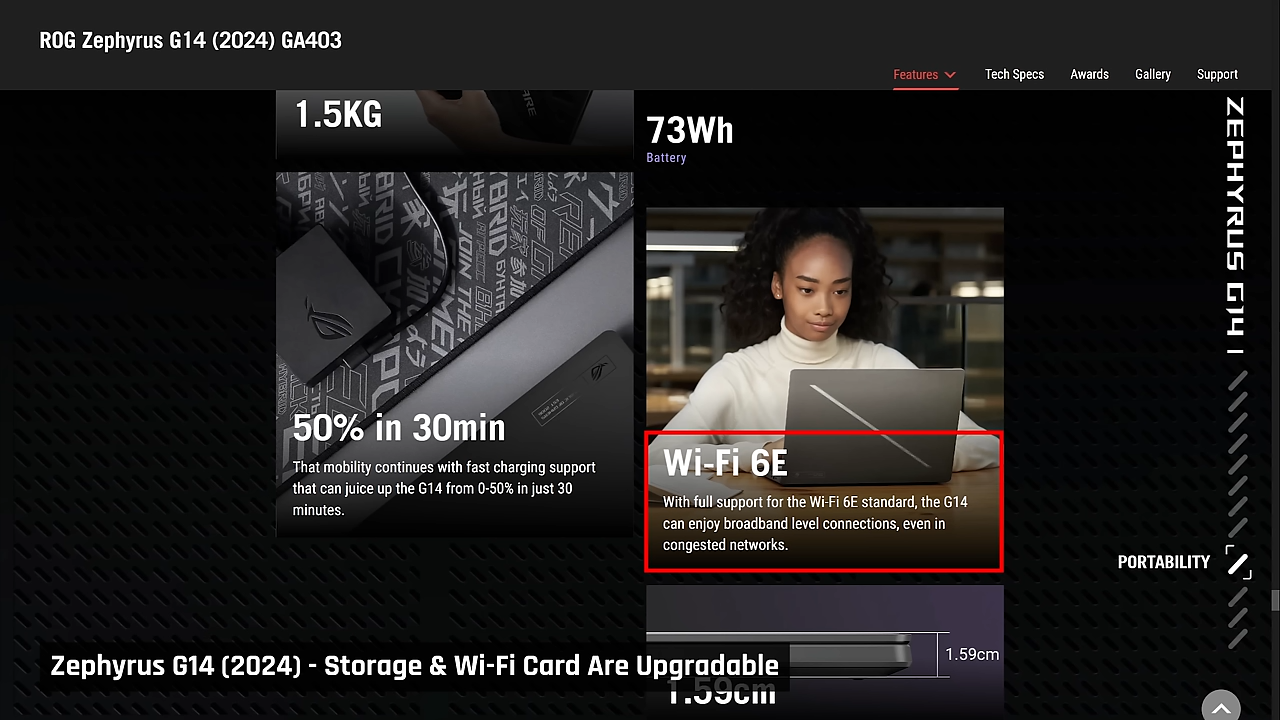 ROG Zephyrus G14 (2024) GA403
Features
Tech Specs
Awards
Gallery
Support
1.5KG
73Wh
Battery
ZEPHYRUS G14
50% in 30min
That mobility continues with fast charging support
that can juice up the G14 from 0-50% in just 30
minutes.
Wi-Fi 6E
With full support for the Wi-Fi 6E standard, the G14
can enjoy broadband level connections, even in
congested networks.
PORTABILITY
1.59cm
Zephyrus G14 (2024) - Storage & Wi-Fi Card Are Upgradable
1.59cm